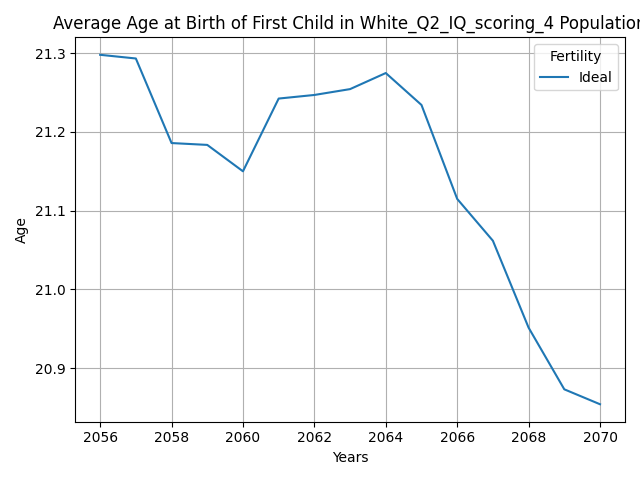 Average Age at Birth of First Child in White_Q2_IQ_scoring_4 Population
Fertility
Ideal
21.3
21.2
21.1
21.0
20.9
Age
2056 2058 2060 2062 2064 2066 2068 2070
Years